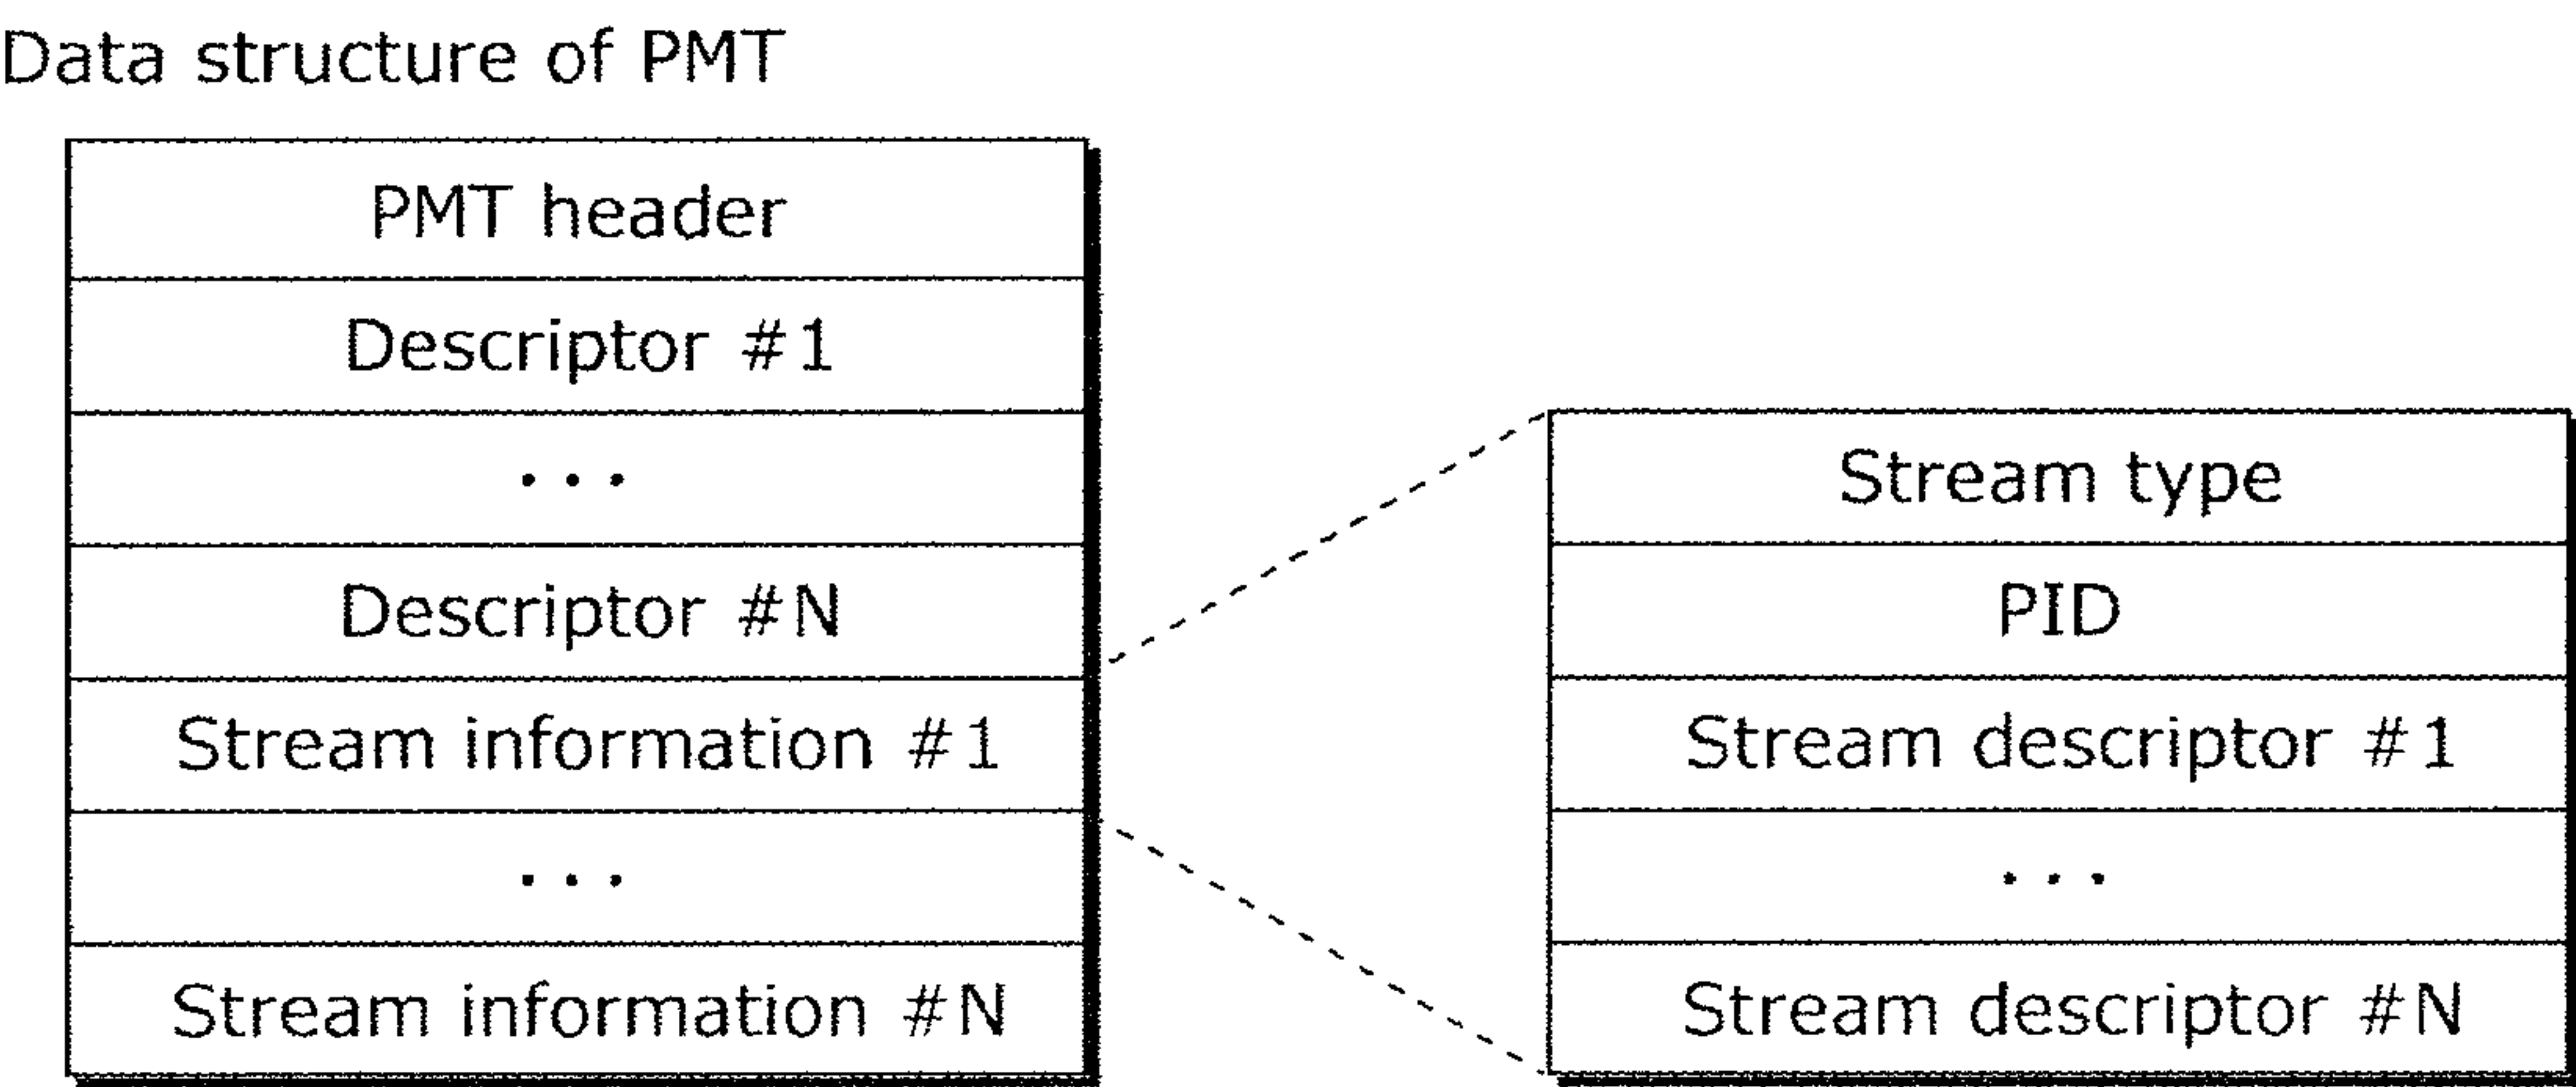 Data structure of PMT
PMT header
Descriptor #1
...
Descriptor #N
Stream information #1
...
Stream information #N
Stream type
PID
Stream descriptor #1
...
Stream descriptor #N